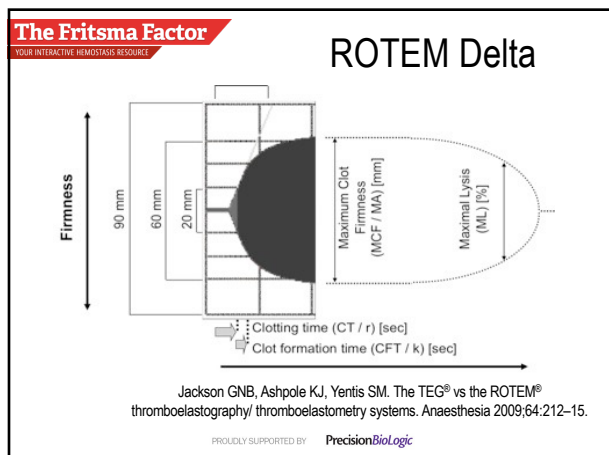 The Fritsma Factor
YOUR INTERACTIVE HEMOSTASIS RESOURCE
ROTEM Delta
Firmness
90 mm
60 mm
20 mm
Maximum Clot
Firmness
(MCF / MA) [mm]
Maximal Lysis
(ML) [%]
Clotting time (CT / r) [sec]
Clot formation time (CFT / k) [sec]
Jackson GNB, Ashpole KJ, Yentis SM. The TEG® vs the ROTEM®
thromboelastography/ thromboelastometry systems. Anaesthesia 2009;64:212–15.
PROUDLY SUPPORTED BY PrecisionBioLogic